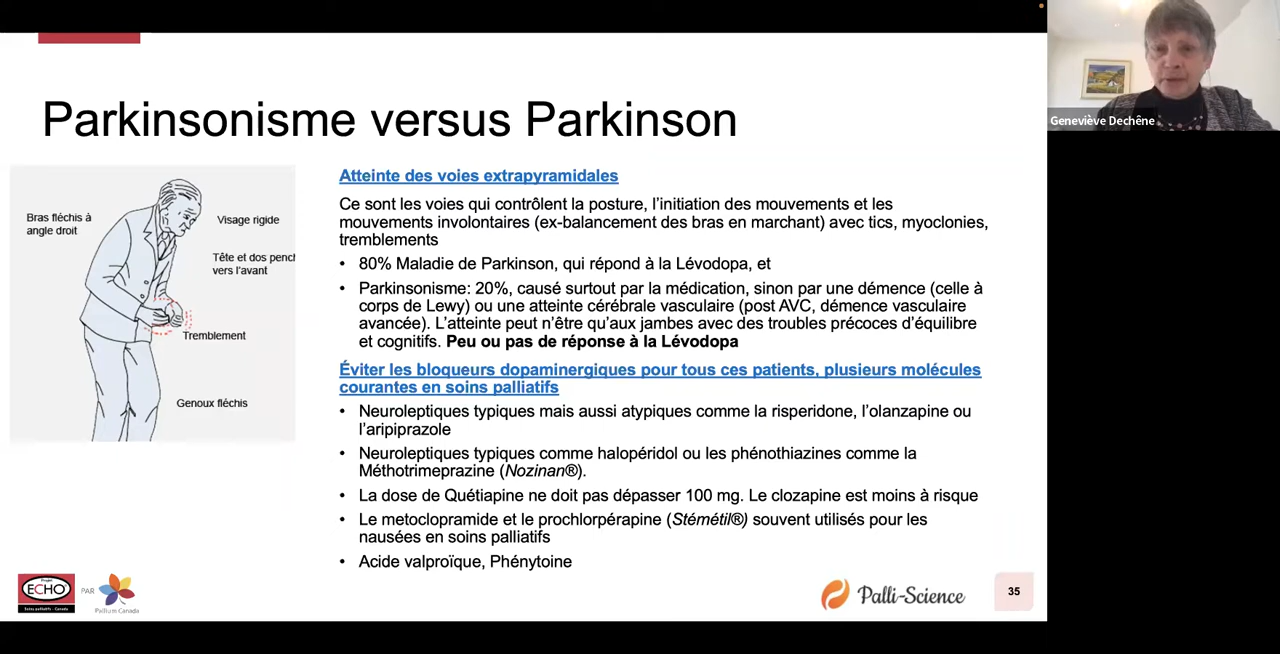 Parkinsonisme versus Parkinson
Geneviève Dechêne
Bras fléchis à
angle droit
Visage rigide
Tête et dos pench
vers l'avant
Tremblement
Genoux fléchis
Atteinte des voies extrapyramidales
Ce sont les voies qui contrôlent la posture, l'initiation des mouvements et les
mouvements involontaires (ex-balancement des bras en marchant) avec tics, myoclonies,
tremblements
• 80% Maladie de Parkinson, qui répond à la Lévodopa, et
• Parkinsonisme: 20%, causé surtout par la médication, sinon par une démence (celle à
corps de Lewy) ou une atteinte cérébrale vasculaire (post AVC, démence vasculaire
avancée). L'atteinte peut n'être qu'aux jambes avec des troubles précoces d'équilibre
et cognitifs. Peu ou pas de réponse à la Lévodopa
Éviter les bloqueurs dopaminergiques pour tous ces patients, plusieurs molécules
courantes en soins palliatifs
• Neuroleptiques typiques mais aussi atypiques comme la risperidone, l'olanzapine ou
l'aripiprazole
• Neuroleptiques typiques comme halopéridol ou les phénothiazines comme la
Méthotrimeprazine (Nozinan®).
• La dose de Quétiapine ne doit pas dépasser 100 mg. Le clozapine est moins à risque
• Le metoclopramide et le prochlorpérapine (Stémétil®) souvent utilisés pour les
nausées en soins palliatifs
• Acide valproïque, Phénytoine
Projet
ECHO
Soins palliatifs Canada
PAR
Pallium Canada
Palli-Science
35